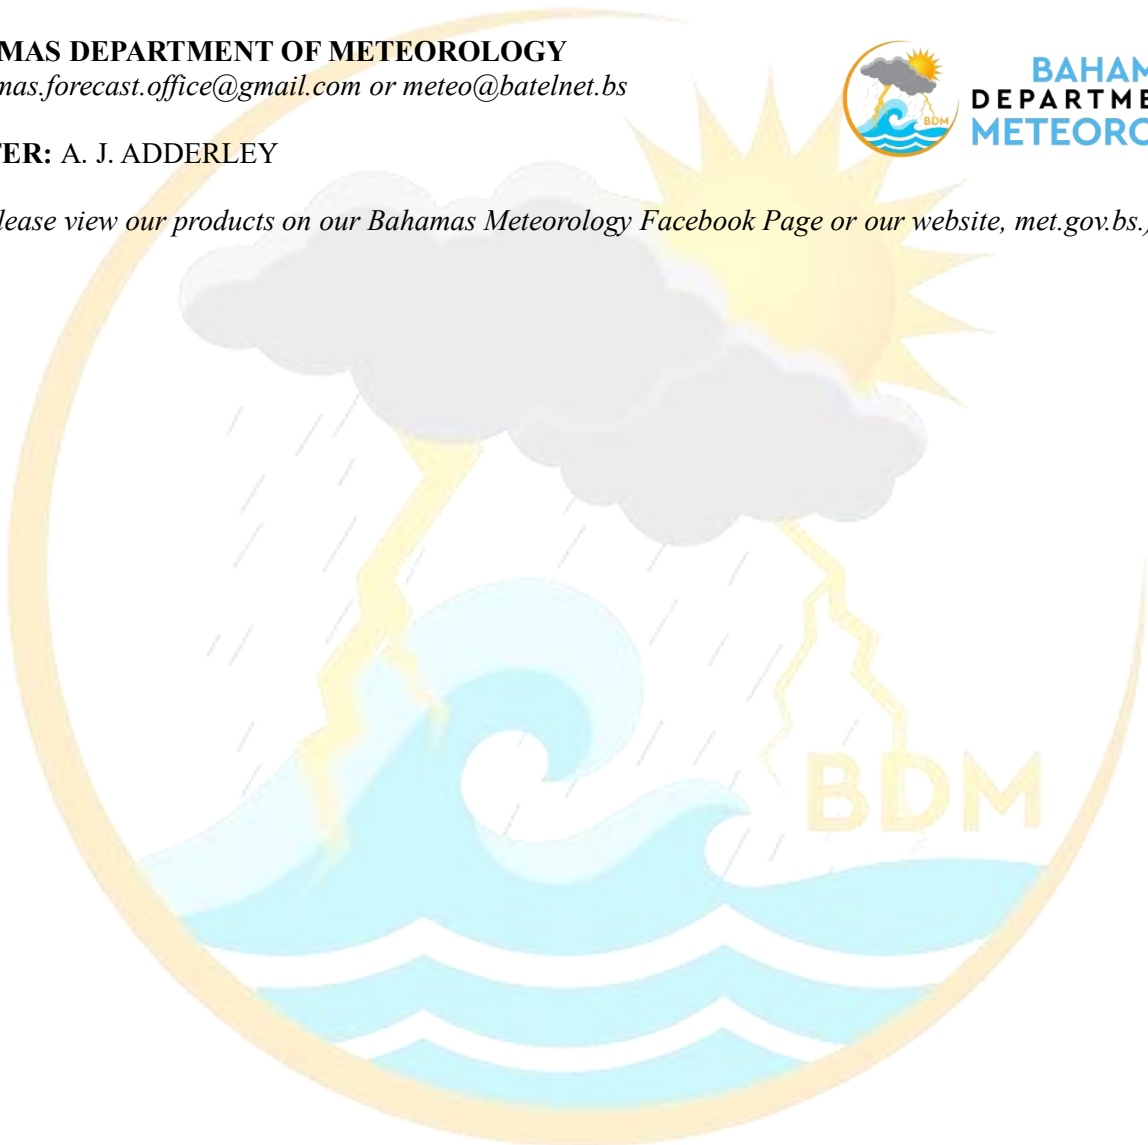 MAS DEPARTMENT OF METEOROLOGY
mas.forecast.office@gmail.com or meteo@batelnet.bs
BDM
BAHAM
DEPARTME
METEORO
TER: A. J. ADDERLEY
lease view our products on our Bahamas Meteorology Facebook Page or our website, met.gov.bs.)
BDM